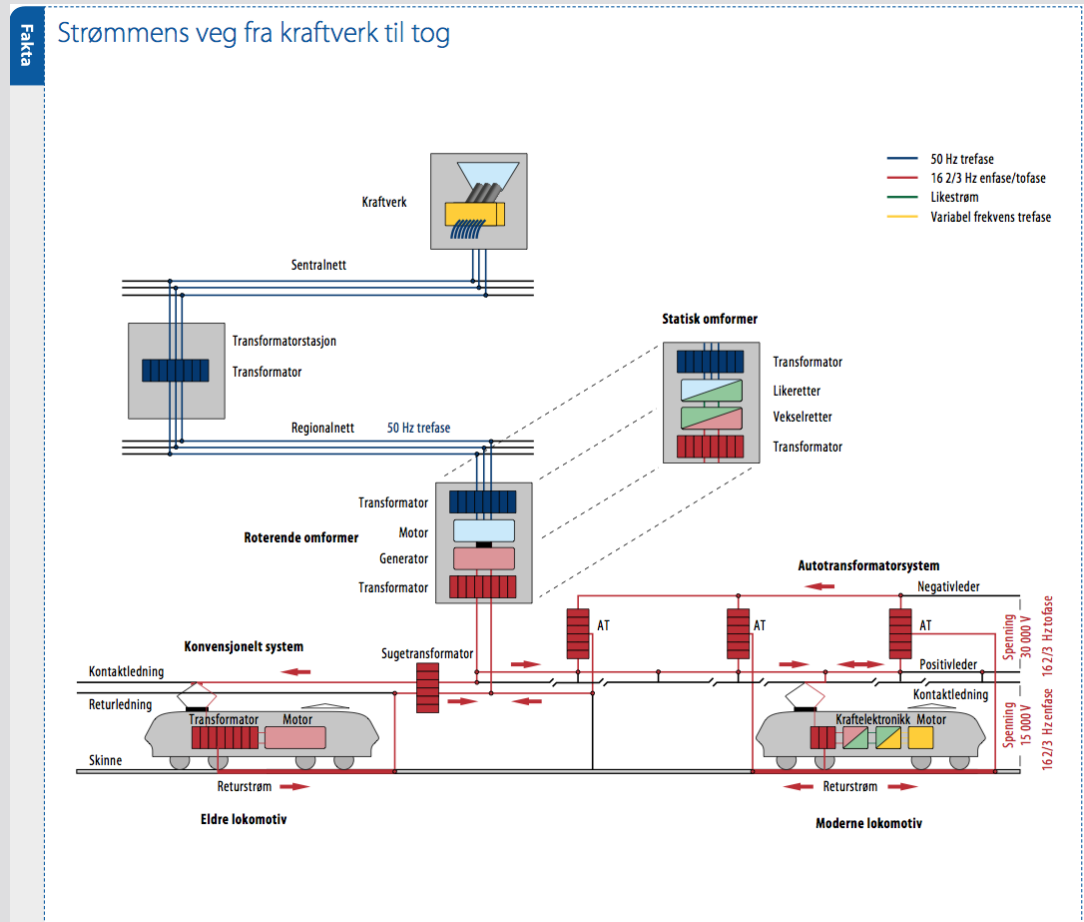 Fakta
Strømmens veg fra kraftverk til tog
50 Hz trefase
16 2/3 Hz enfase/tofase
Likestrøm
Variabel frekvens trefase
Kraftverk
Sentralnett
Transformatorstasjon
Transformator
Regionalnett 50 Hz trefase
Statisk omformer
Transformator
Likeretter
Vekselretter
Transformator
Transformator
Motor
Roterende omformer
Generator
Transformator
Autotransformatorsystem
Negativleder
AT
AT
AT
Spenning
30 000 V
16 2/3 Hz tofase
Konvensjonelt system
Sugetransformator
Kontaktledning
Positivleder
Returledning
Kontaktledning
Transformator Motor
Kraftelektronikk Motor
Spenning
15 000 V
16 2/3 Hz enfase
Skinne
Returstrøm
Returstrøm
Eldre lokomotiv
Moderne lokomotiv